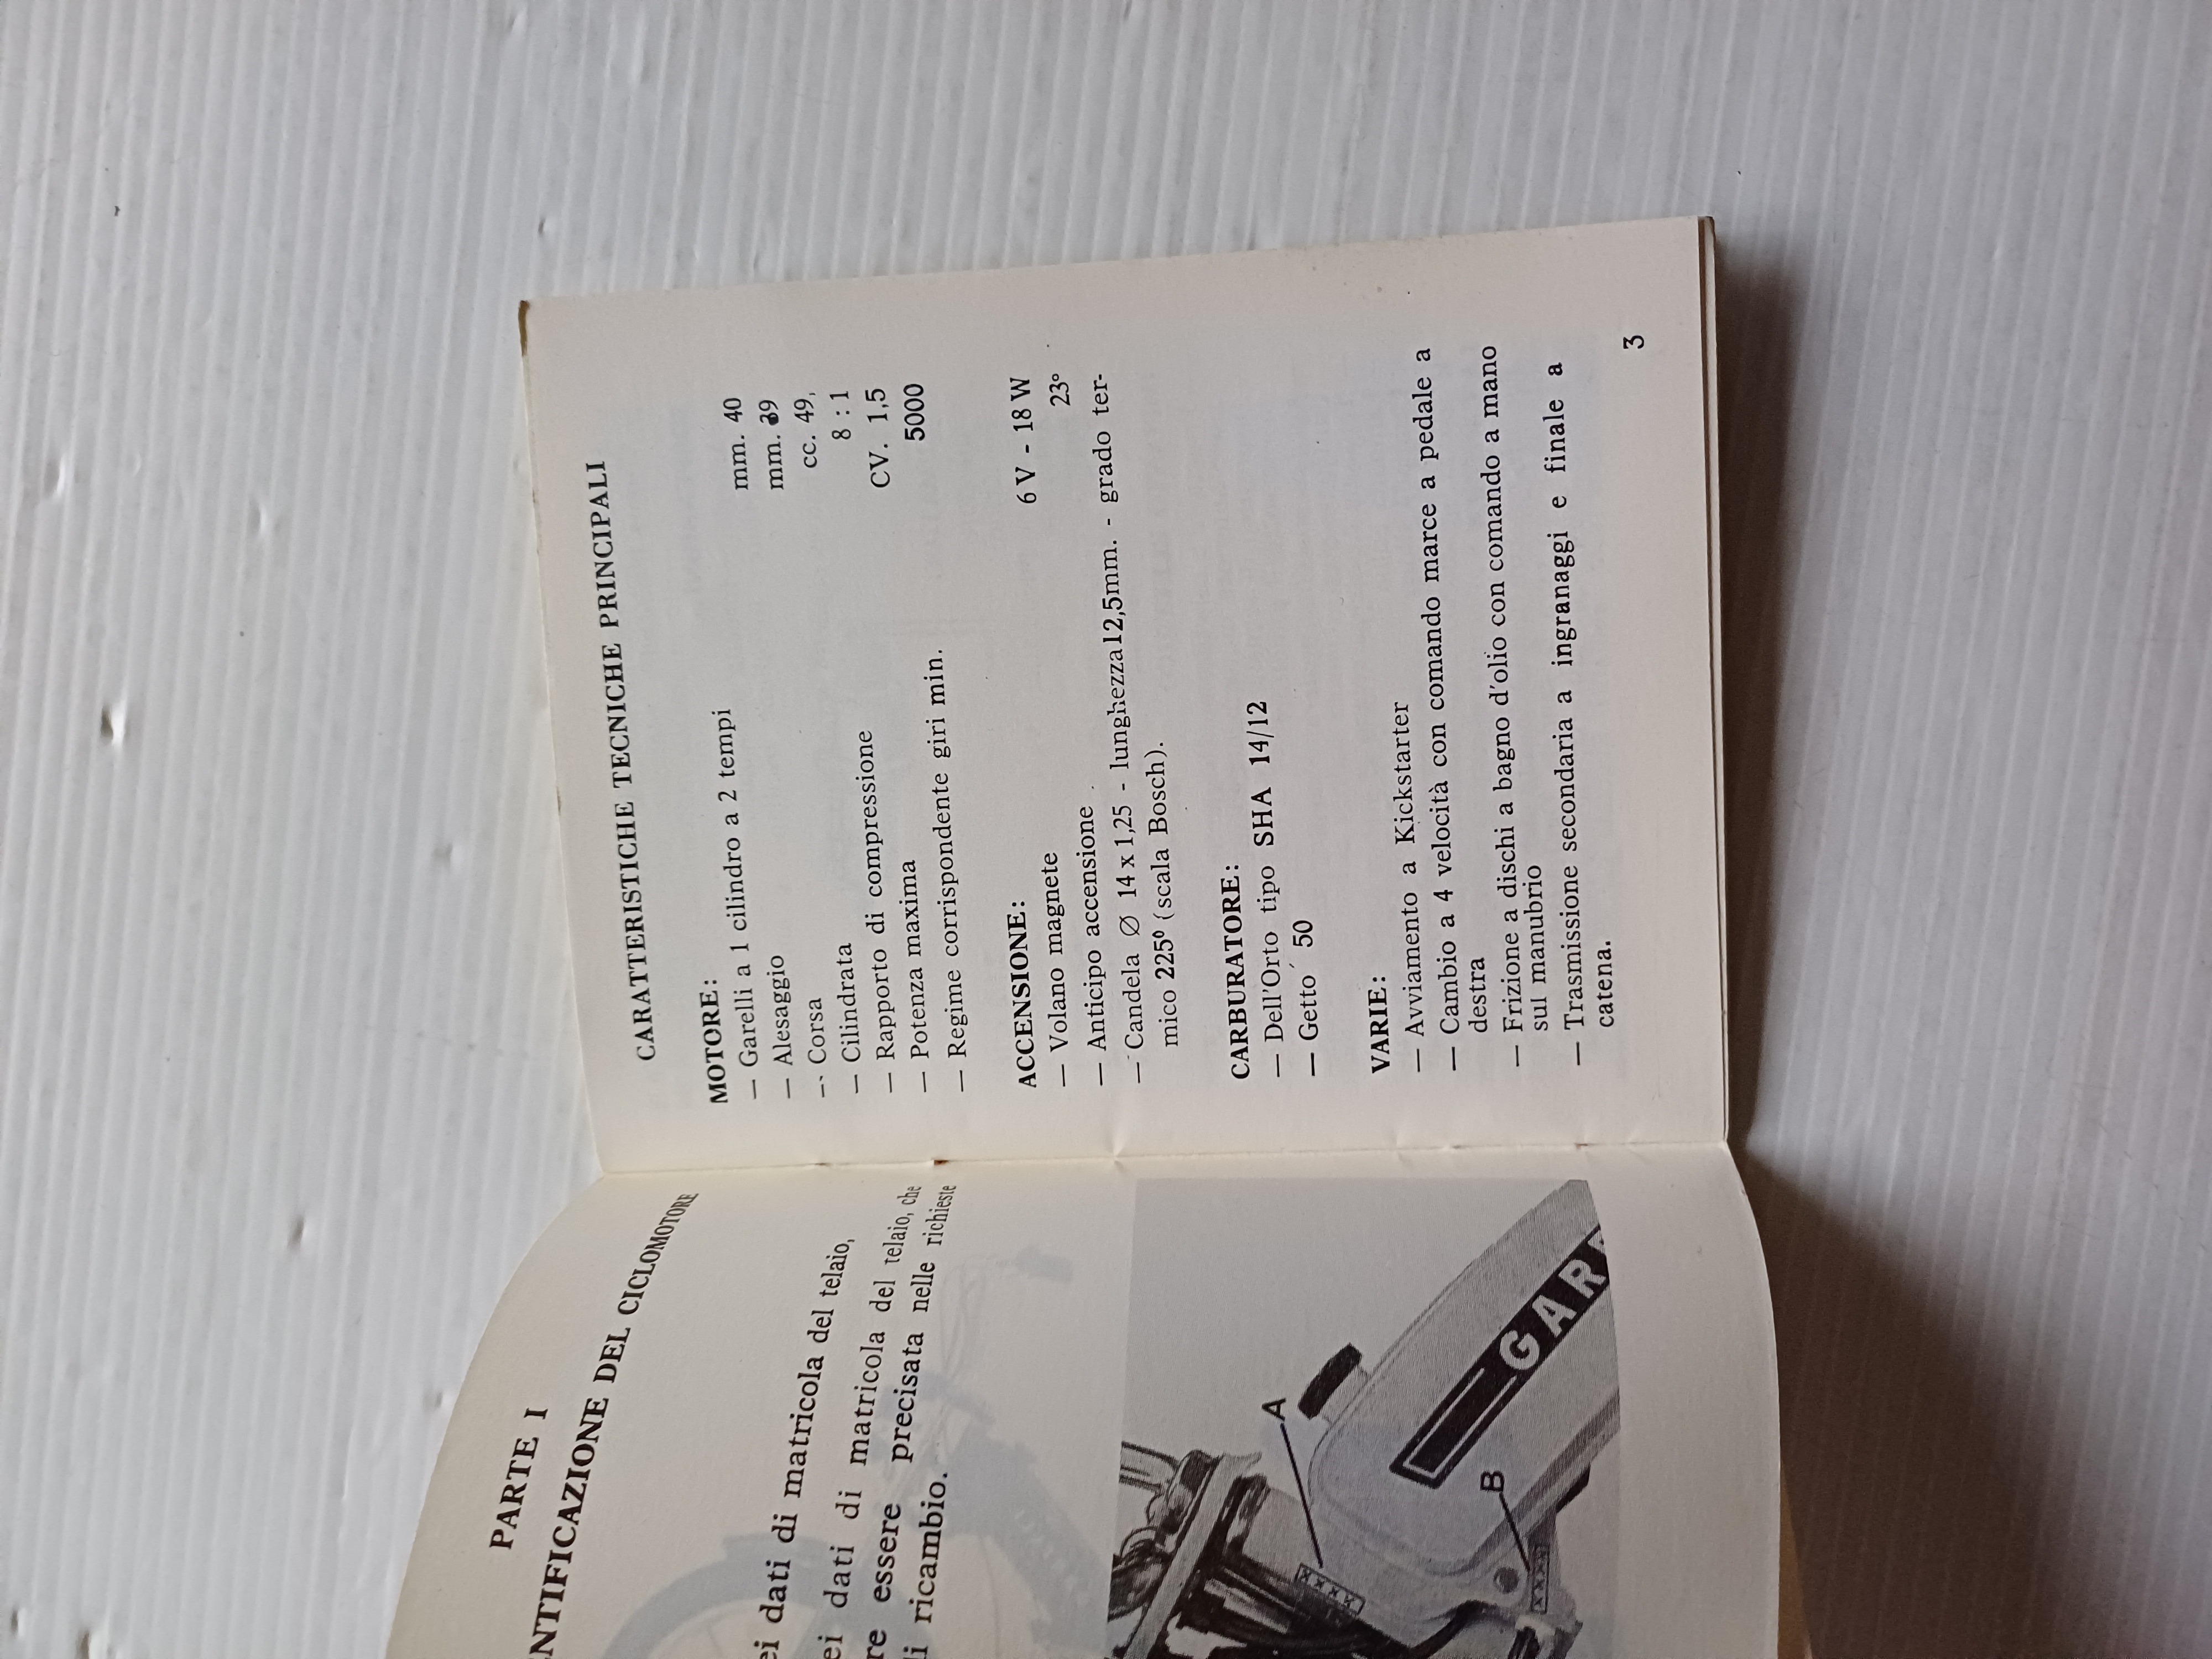 PARTE I
NTIFICAZIONE DEL CICLOMOTORE
ei dati di matricola del telaio,
ei dati di matricola del telaio, che
re essere precisata nelle richieste
li ricambio.
A
B
GAR
CARATTERISTICHE TECNICHE PRINCIPALI
MOTORE:
— Garelli a 1 cilindro a 2 tempi
— Alesaggio mm. 40
— Corsa mm. 39
— Cilindrata cc. 49,
— Rapporto di compressione 8 : 1
— Potenza maxima CV. 1,5
— Regime corrispondente giri min. 5000
ACCENSIONE:
— Volano magnete 6 V - 18 W
— Anticipo accensione 23°
— Candela Ø 14 x 1,25 - lunghezza 12,5mm. - grado ter-
mico 225° (scala Bosch).
CARBURATORE:
— Dell'Orto tipo SHA 14/12
— Getto 50
VARIE:
— Avviamento a Kickstarter
— Cambio a 4 velocità con comando marce a pedale a
destra
— Frizione a dischi a bagno d'olio con comando a mano
sul manubrio
— Trasmissione secondaria a ingranaggi e finale a
catena.
3